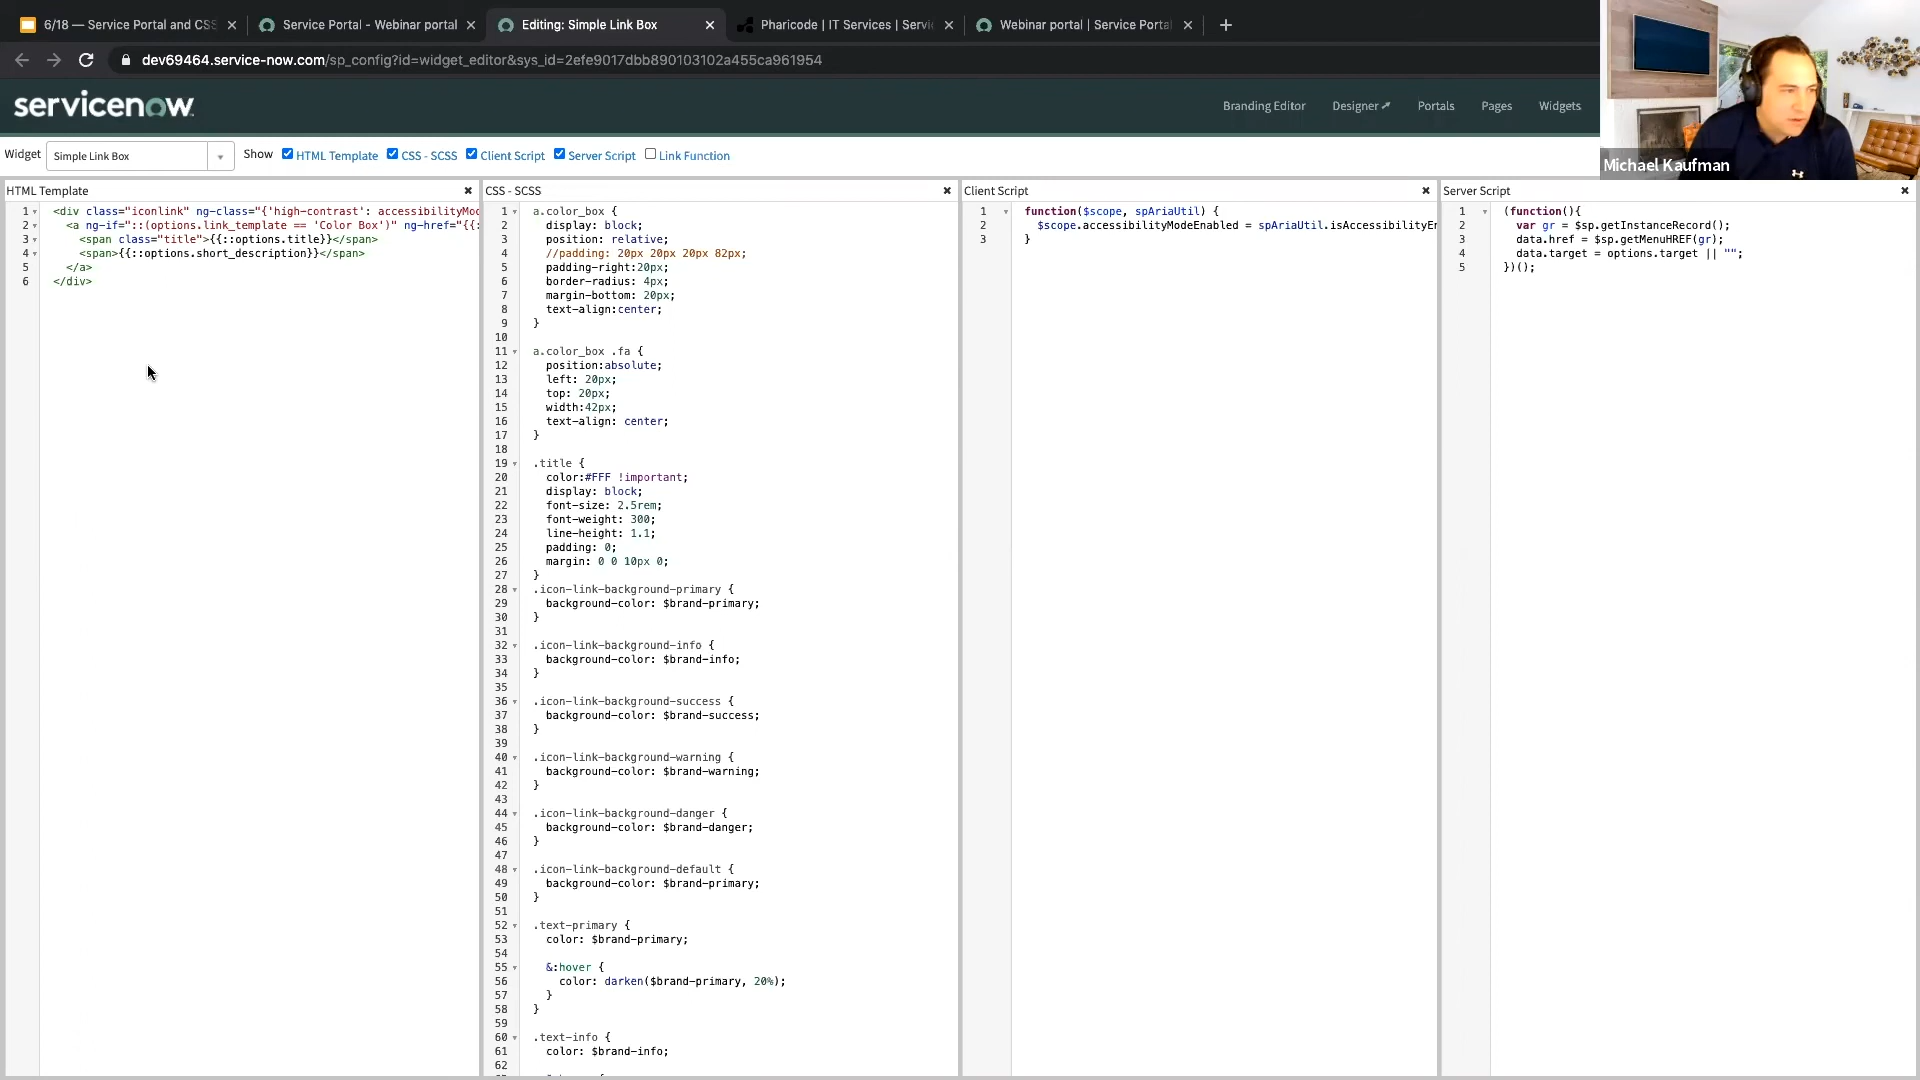 6/18 — Service Portal and CSS
Service Portal - Webinar portal
Editing: Simple Link Box
Pharicode | IT Services | Servi
Webinar portal | Service Porta
dev69464.service-now.com/sp_config?id=widget_editor&sys_id=2efe9017dbb890103102a455ca961954
servicenow
Branding Editor
Designer
Portals
Pages
Widgets
Michael Kaufman
Widget
Simple Link Box
Show
HTML Template
CSS - SCSS
Client Script
Server Script
Link Function
HTML Template
1 <div class="iconlink" ng-class="{'high-contrast': accessibilityMod
2 <a ng-if="::(options.link_template == 'Color Box')" ng-href="{{:
3 <span class="title">{{::options.title}}</span>
4 <span>{{::options.short_description}}</span>
5 </a>
6 </div>
CSS - SCSS
1 a.color_box {
2 display: block;
3 position: relative;
4 //padding: 20px 20px 20px 82px;
5 padding-right:20px;
6 border-radius: 4px;
7 margin-bottom: 20px;
8 text-align:center;
9 }
10
11 a.color_box .fa {
12 position:absolute;
13 left: 20px;
14 top: 20px;
15 width:42px;
16 text-align: center;
17 }
18
19 .title {
20 color:#FFF !important;
21 display: block;
22 font-size: 2.5rem;
23 font-weight: 300;
24 line-height: 1.1;
25 padding: 0;
26 margin: 0 0 10px 0;
27 }
28 .icon-link-background-primary {
29 background-color: $brand-primary;
30 }
31
32 .icon-link-background-info {
33 background-color: $brand-info;
34 }
35
36 .icon-link-background-success {
37 background-color: $brand-success;
38 }
39
40 .icon-link-background-warning {
41 background-color: $brand-warning;
42 }
43
44 .icon-link-background-danger {
45 background-color: $brand-danger;
46 }
47
48 .icon-link-background-default {
49 background-color: $brand-primary;
50 }
51
52 .text-primary {
53 color: $brand-primary;
54
55 &:hover {
56 color: darken($brand-primary, 20%);
57 }
58 }
59
60 .text-info {
61 color: $brand-info;
62
Client Script
1 function($scope, spAriaUtil) {
2 $scope.accessibilityModeEnabled = spAriaUtil.isAccessibilityEn
3 }
Server Script
1 (function(){
2 var gr = $sp.getInstanceRecord();
3 data.href = $sp.getMenuHREF(gr);
4 data.target = options.target || "";
5 })();